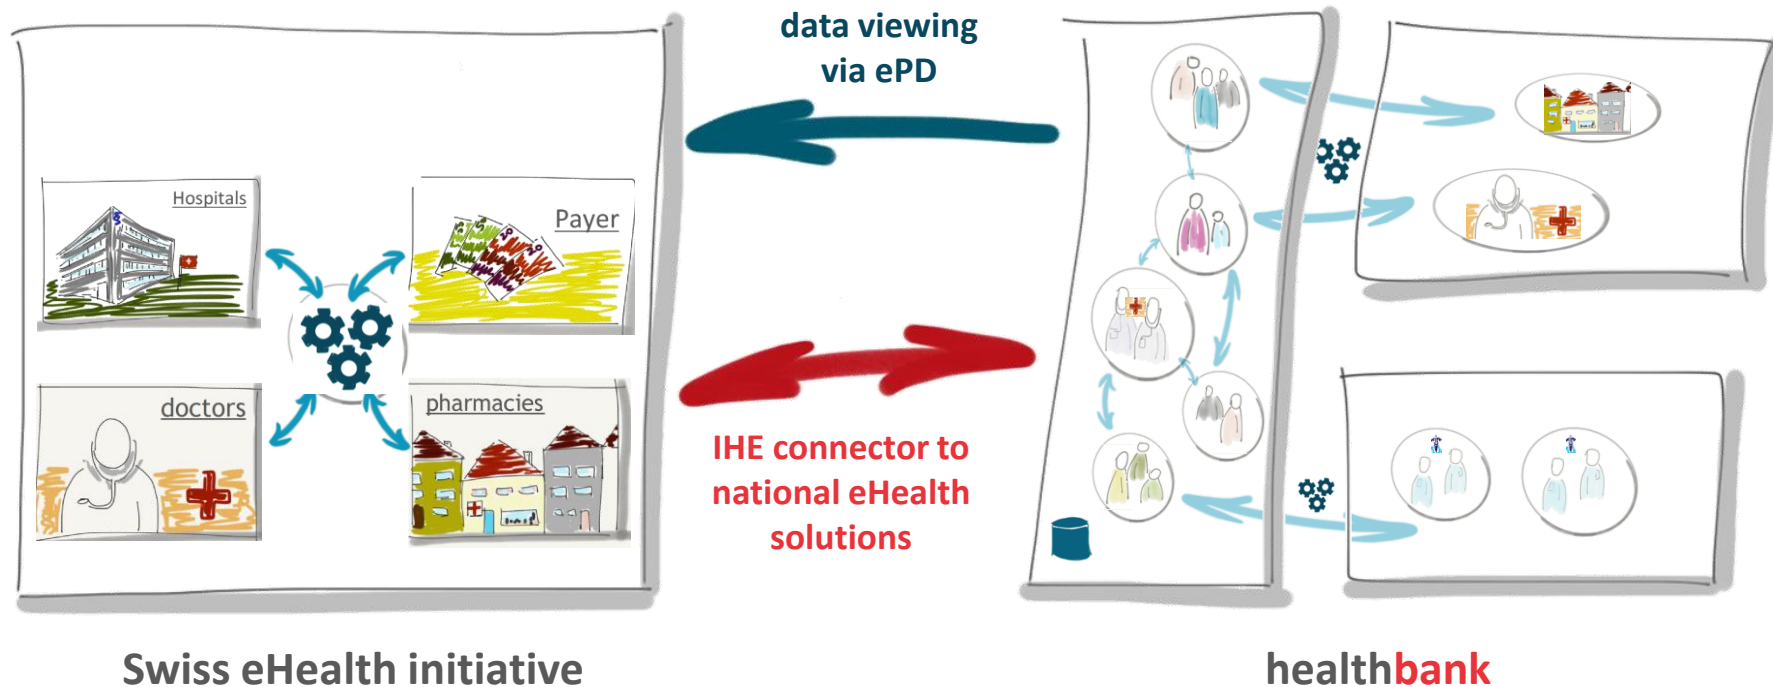 data viewing
via ePD
Hospitals
Payer
doctors
pharmacies
IHE connector to
national eHealth
solutions
Swiss eHealth initiative
healthbank